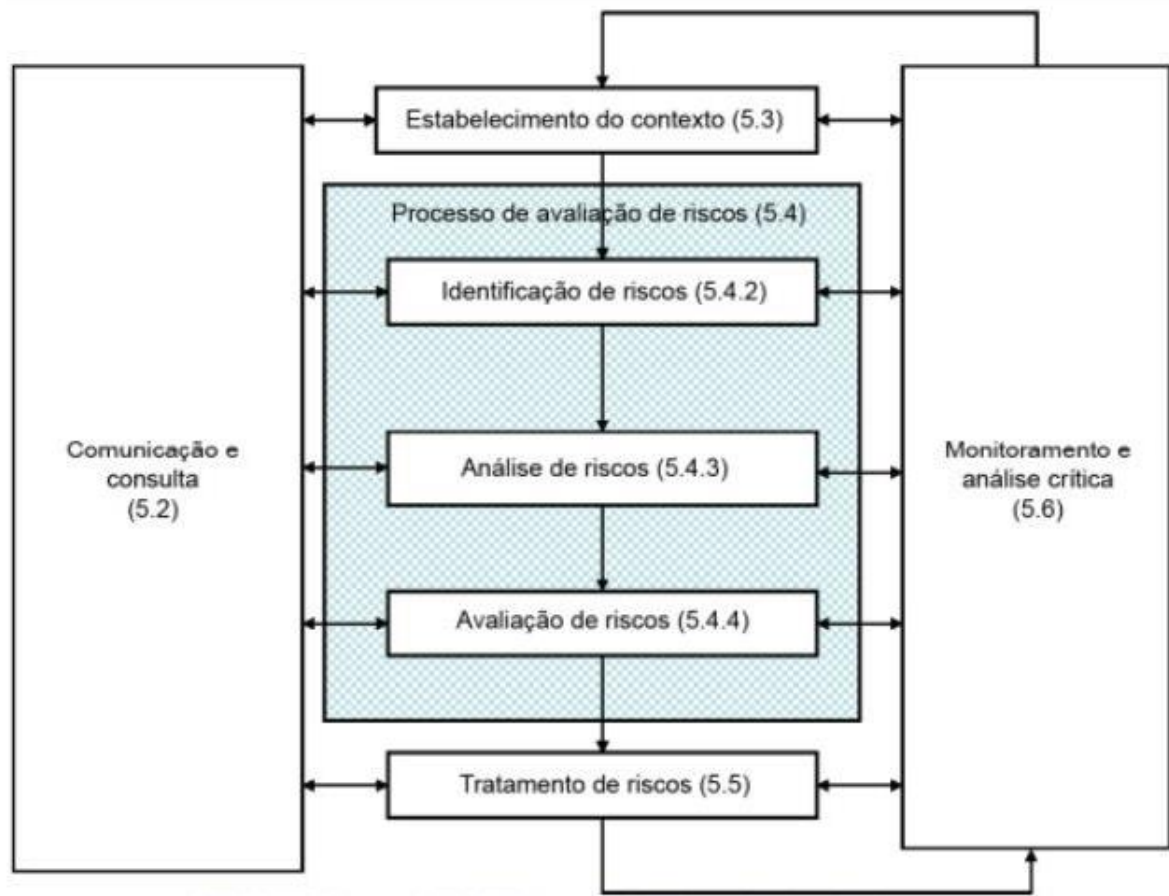 Estabelecimento do contexto (5.3)
Processo de avaliação de riscos (5.4)
Identificação de riscos (5.4.2)
Comunicação e
consulta
(5.2)
Análise de riscos (5.4.3)
Monitoramento e
análise crítica
(5.6)
Avaliação de riscos (5.4.4)
Tratamento de riscos (5.5)